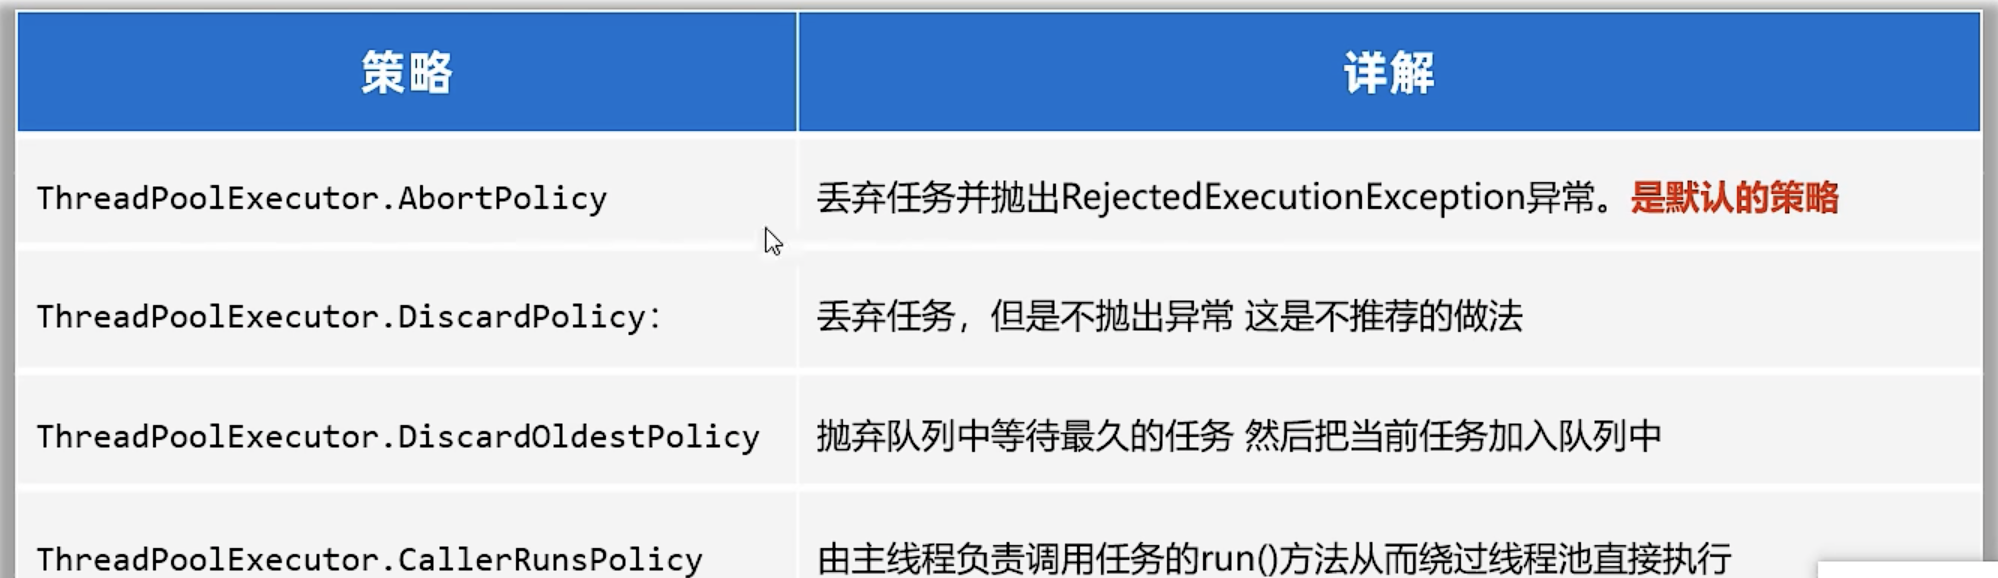 策略 详解
ThreadPoolExecutor.AbortPolicy 丢弃任务并抛出RejectedExecutionException异常。是默认的策略
ThreadPoolExecutor.DiscardPolicy： 丢弃任务，但是不抛出异常 这是不推荐的做法
ThreadPoolExecutor.DiscardOldestPolicy 抛弃队列中等待最久的任务 然后把当前任务加入队列中
ThreadPoolExecutor.CallerRunsPolicy 由主线程负责调用任务的run()方法从而绕过线程池直接执行